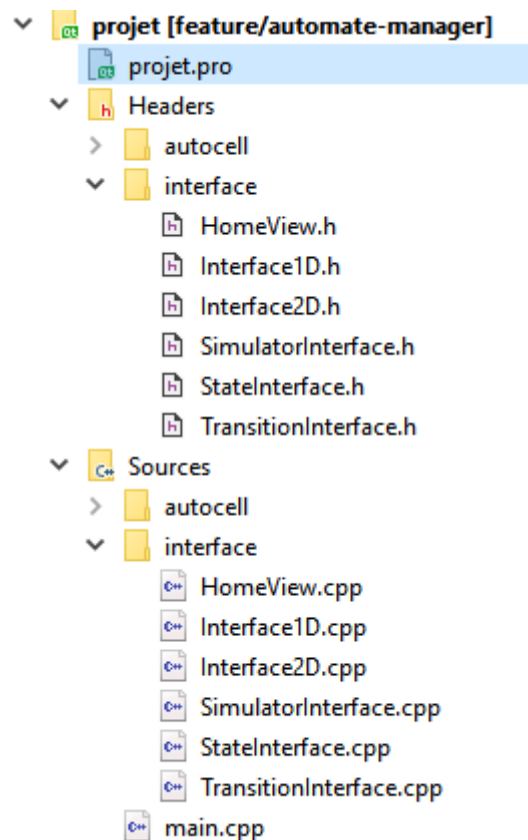 projet [feature/automate-manager]
projet.pro
Headers
autocell
interface
HomeView.h
Interface1D.h
Interface2D.h
SimulatorInterface.h
StateInterface.h
TransitionInterface.h
Sources
autocell
interface
HomeView.cpp
Interface1D.cpp
Interface2D.cpp
SimulatorInterface.cpp
StateInterface.cpp
TransitionInterface.cpp
main.cpp